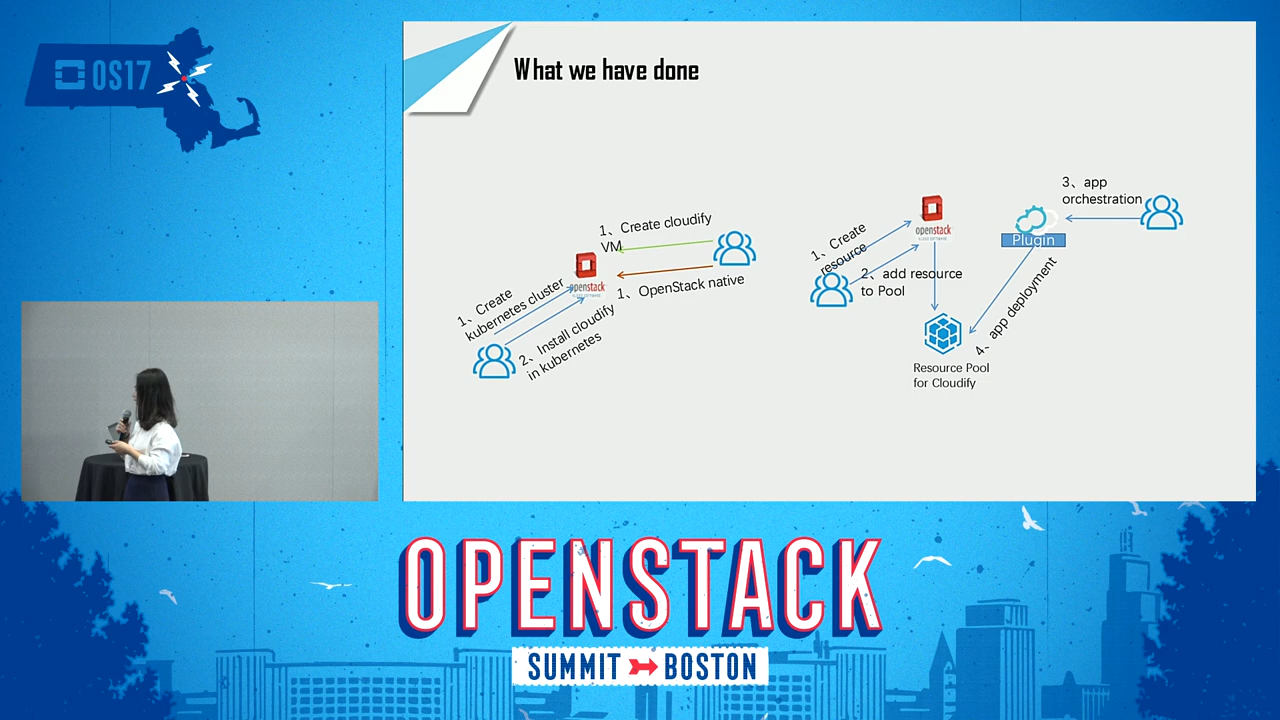 OS17
What we have done
1、Create cloudify
VM
openstack
1、OpenStack native
1、Create
kubernetes cluster
2、Install cloudify
in kubernetes
1、Create
resource
openstack
2、add resource
to Pool
3、app
orchestration
Plugin
4、app deployment
Resource Pool
for Cloudify
OPENSTACK
SUMMIT BOSTON